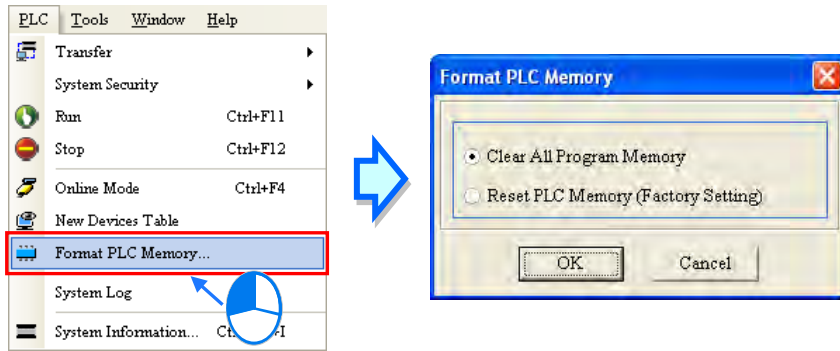 PLC Tools Window Help
Transfer
System Security
Run Ctrl+F11
Stop Ctrl+F12
Online Mode Ctrl+F4
New Devices Table
Format PLC Memory...
System Log
System Information...
Format PLC Memory
Clear All Program Memory
Reset PLC Memory (Factory Setting)
OK Cancel